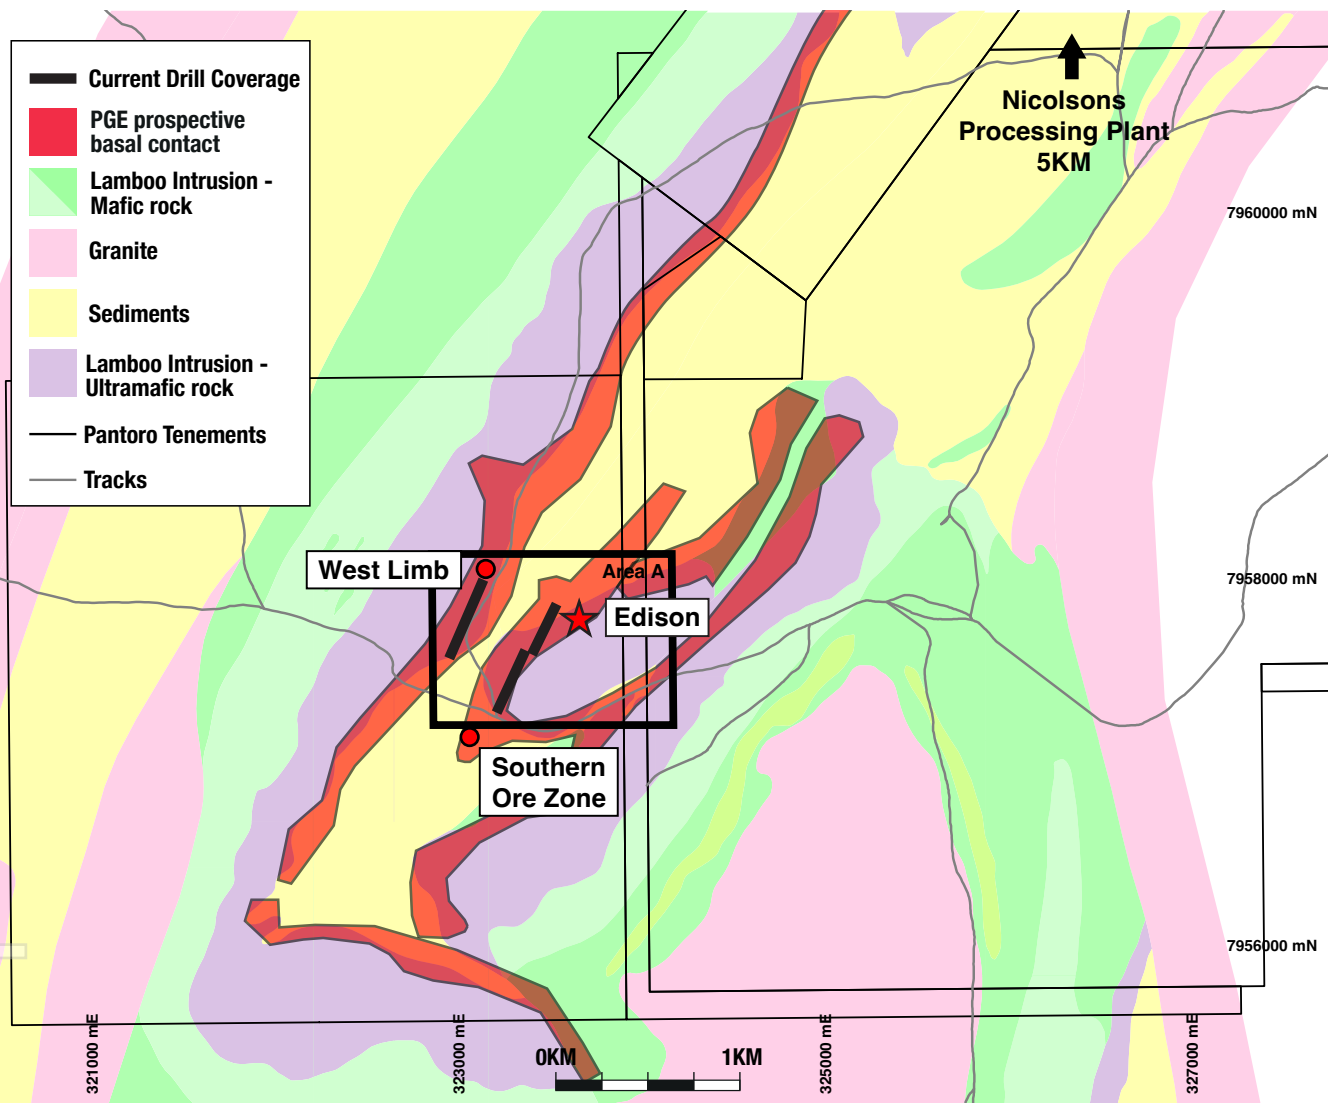 Current Drill Coverage
PGE prospective
basal contact
Lamboo Intrusion -
Mafic rock
Granite
Sediments
Lamboo Intrusion -
Ultramafic rock
Pantoro Tenements
Tracks
Nicolsons
Processing Plant
5KM
7960000 mN
West Limb
Area A
7958000 mN
Edison
Southern
Ore Zone
7956000 mN
321000 mE
323000 mE
325000 mE
327000 mE
0KM
1KM